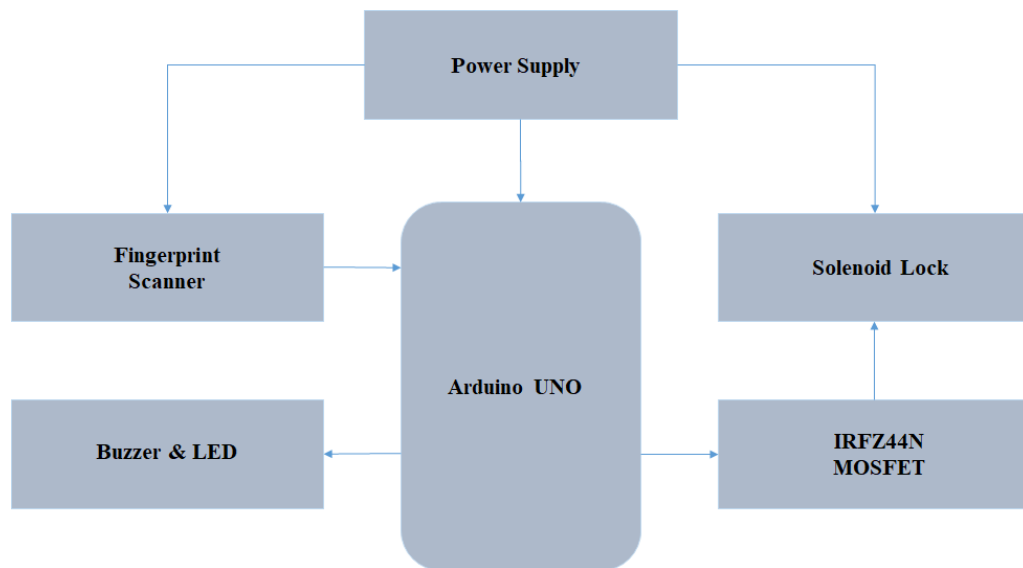 Power Supply
Fingerprint
Scanner
Solenoid Lock
Arduino UNO
Buzzer & LED
IRFZ44N
MOSFET